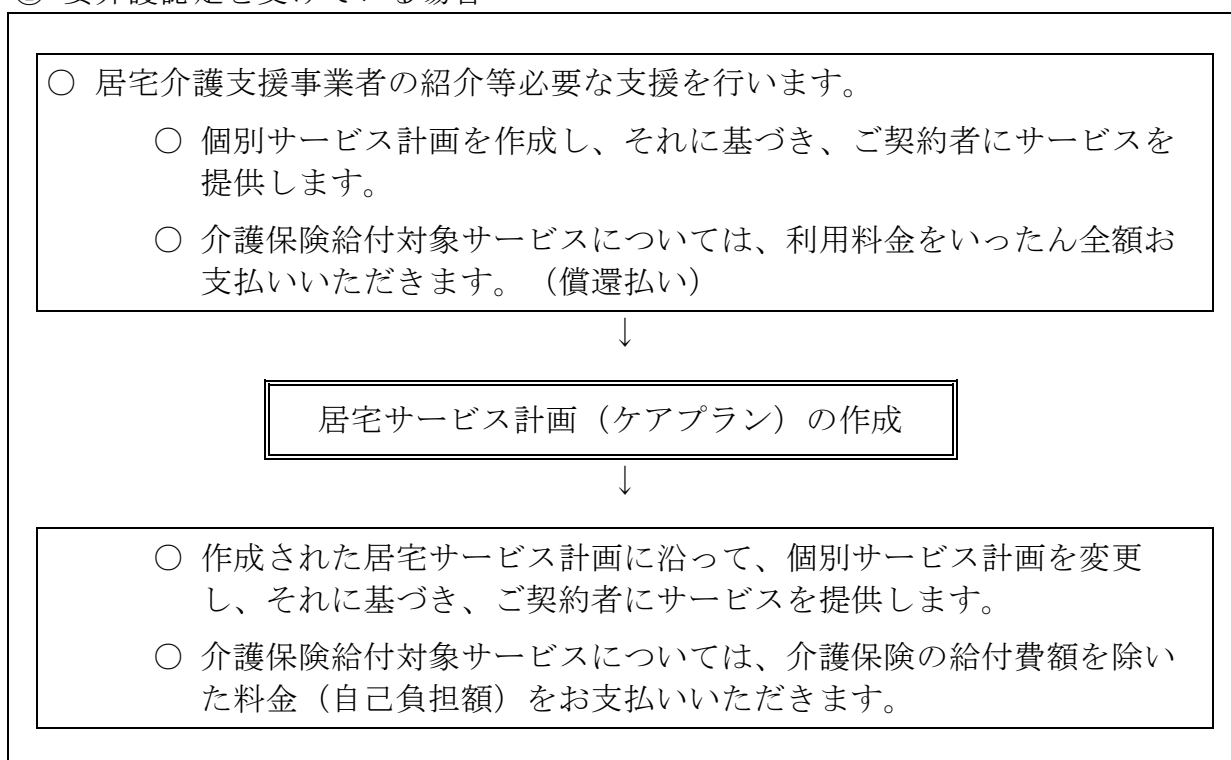 ○ 居宅介護支援事業者の紹介等必要な支援を行います。
○ 個別サービス計画を作成し、それに基づき、ご契約者にサービスを
提供します。
○ 介護保険給付対象サービスについては、利用料金をいったん全額お
支払いいただきます。（償還払い）
↓
居宅サービス計画（ケアプラン）の作成
↓
○ 作成された居宅サービス計画に沿って、個別サービス計画を変更
し、それに基づき、ご契約者にサービスを提供します。
○ 介護保険給付対象サービスについては、介護保険の給付費額を除い
た料金（自己負担額）をお支払いいただきます。